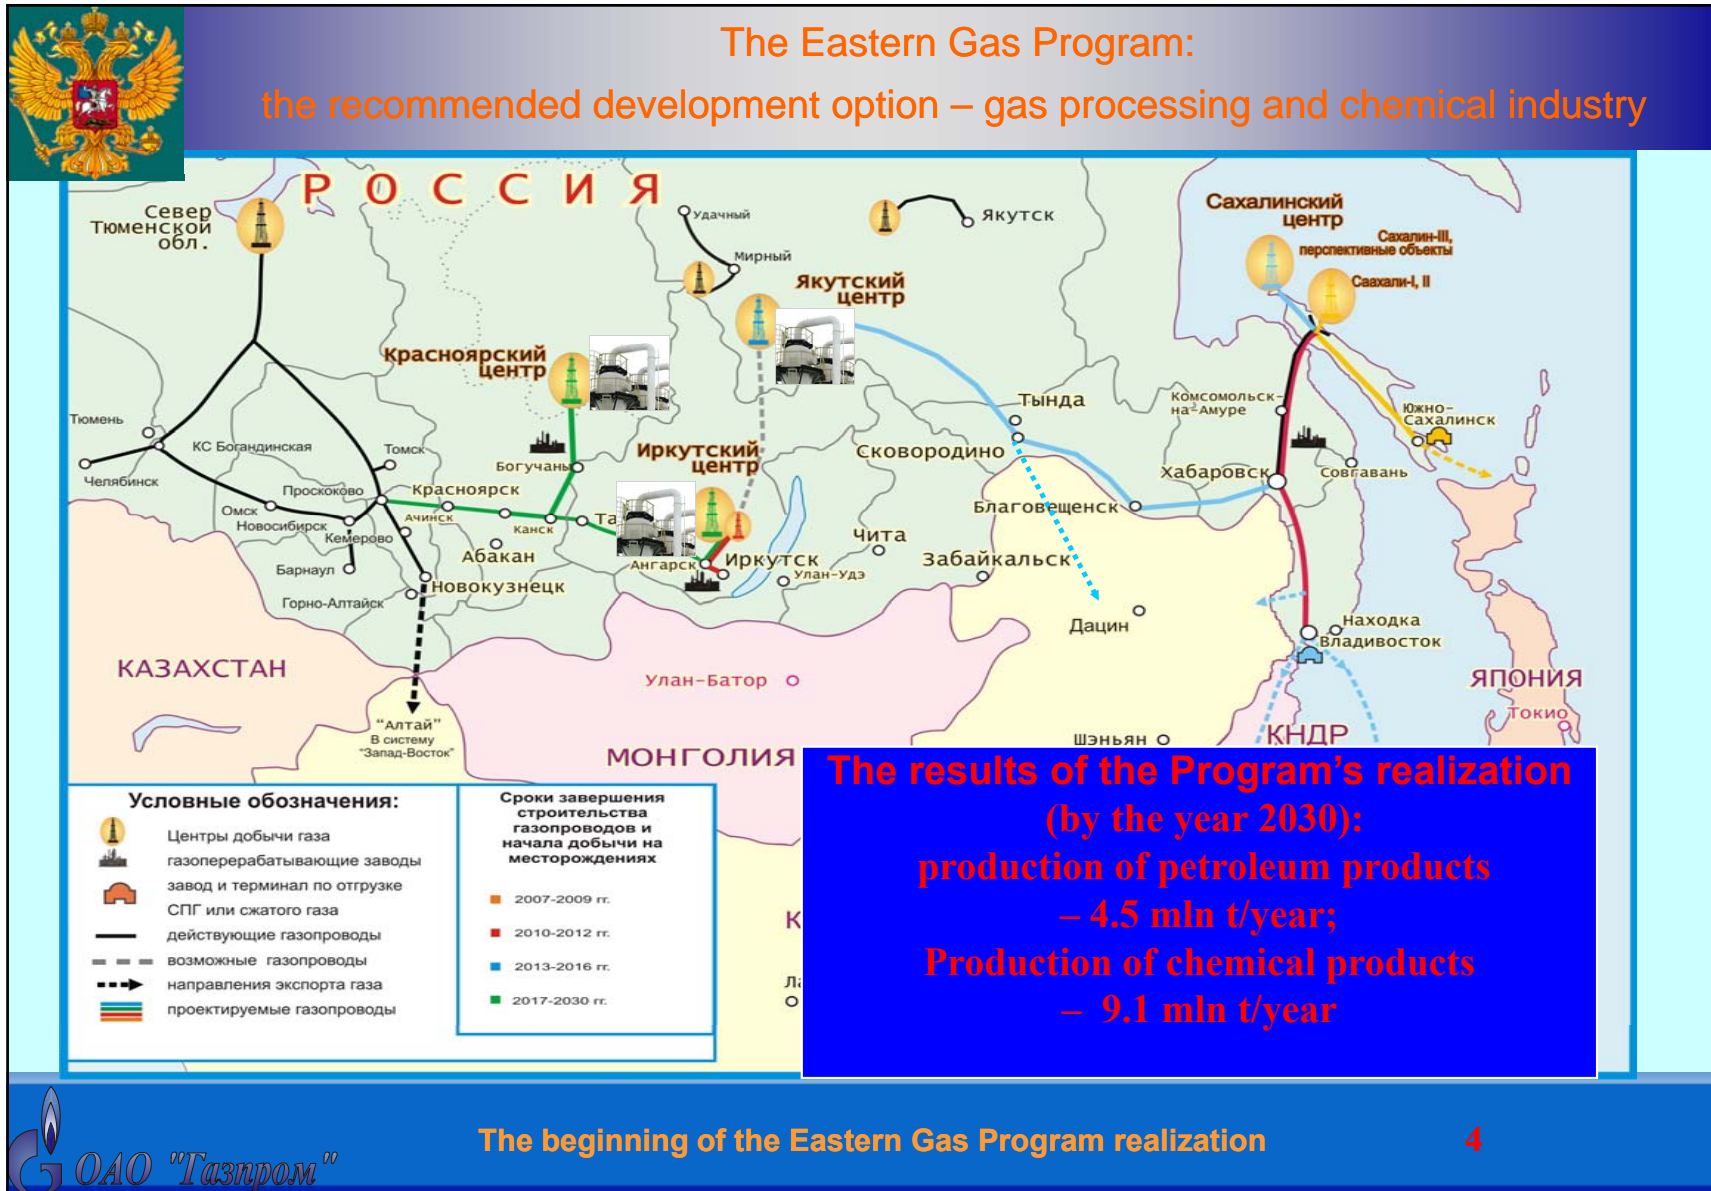 The Eastern Gas Program:
the recommended development option – gas processing and chemical industry
РОССИЯ
Север
Тюменской
обл.
Удачный
Мирный
Якутск
Якутский
центр
Сахалинский
центр
Сахалин-III,
перспективные объекты
Саахали-I, II
Красноярский
центр
Иркутский
центр
Тюмень
Челябинск
КС Богандинская
Томск
Проскоково
Омск
Новосибирск
Кемерово
Барнаул
Горно-Алтайск
Новокузнецк
Красноярск
Ачинск
Абакан
Канск
Богучаны
Та
Ангарск
Иркутск
Улан-Удэ
Чита
Забайкальск
Сковородино
Тында
Благовещенск
Хабаровск
Комсомольск-
на-Амуре
Совгавань
Южно-
Сахалинск
Находка
Владивосток
Дацин
Шэньян
КАЗАХСТАН
"Алтай"
В систему
"Запад-Восток"
Улан-Батор
МОНГОЛИЯ
КНДР
ЯПОНИЯ
Токио
К
Условные обозначения:
Центры добычи газа
газоперерабатывающие заводы
завод и терминал по отгрузке
СПГ или сжатого газа
действующие газопроводы
возможные газопроводы
направления экспорта газа
проектируемые газопроводы
Сроки завершения
строительства
газопроводов и
начала добычи на
месторождениях
2007-2009 гг.
2010-2012 гг.
2013-2016 гг.
2017-2030 гг.
The results of the Program's realization
(by the year 2030):
production of petroleum products
– 4.5 mln t/year;
Production of chemical products
– 9.1 mln t/year
ОАО "Газпром"
The beginning of the Eastern Gas Program realization
4